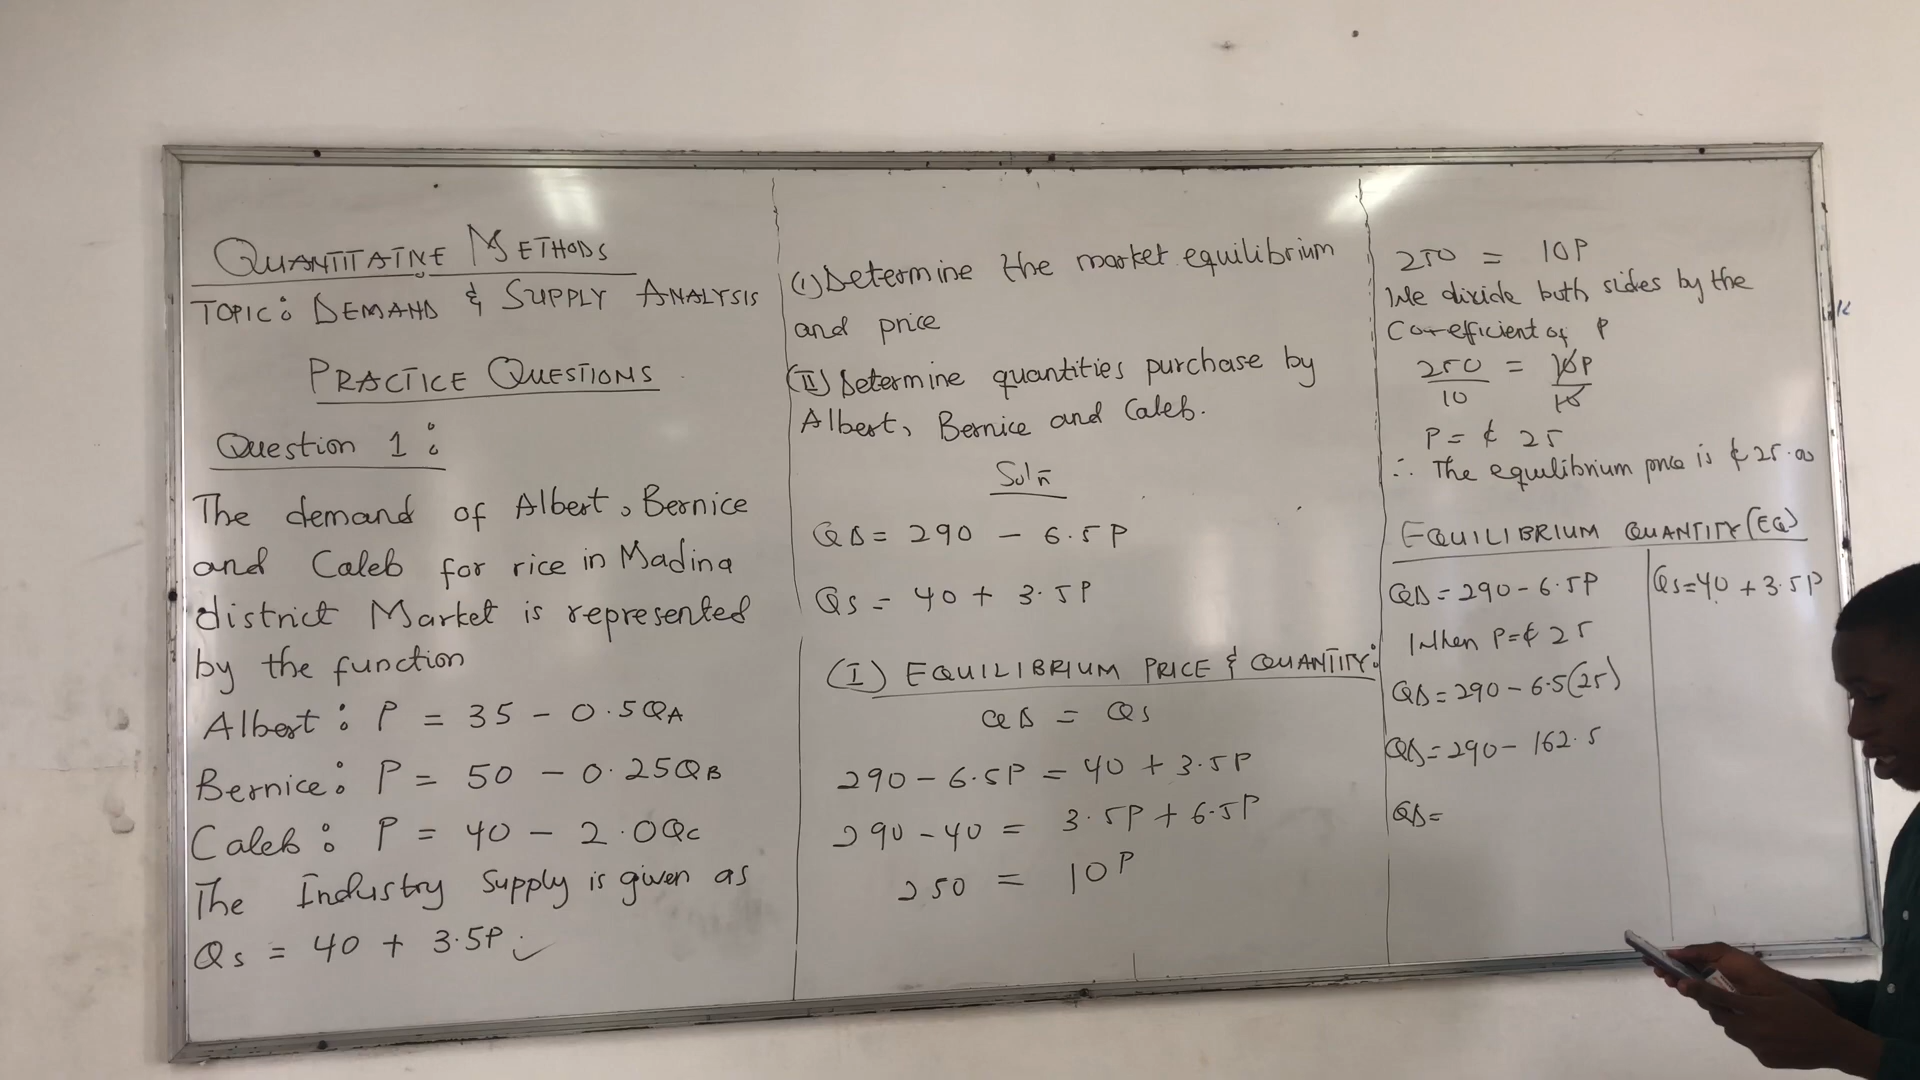 QUANTITATIVE METHODS
TOPIC: DEMAND & SUPPLY ANALYSIS
PRACTICE QUESTIONS
Question 1:
The demand of Albert, Bernice
and Caleb for rice in Madina
district Market is represented
by the function
Albert: P = 35 - 0.5QA
Bernice: P = 50 - 0.25QB
Caleb: P = 40 - 2.0QC
The Industry Supply is given as
Qs = 40 + 3.5P.
(I) Determine the market equilibrium
and price
(II) Determine quantities purchase by
Albert, Bernice and Caleb.
Solñ
QD = 290 - 6.5P
Qs = 40 + 3.5P
(I) EQUILIBRIUM PRICE & QUANTITY:
QD = Qs
290 - 6.5P = 40 + 3.5P
290 - 40 = 3.5P + 6.5P
250 = 10P
250 = 10P
We divide both sides by the
Co-efficient of P
250 = 10P
10 10
P = ¢ 25
∴ The equilibrium price is ¢ 25.00
EQUILIBRIUM QUANTITY (EQ)
QD = 290 - 6.5P
When P = ¢ 25
QD = 290 - 6.5(25)
QD = 290 - 162.5
QD =
Qs = 40 + 3.5P